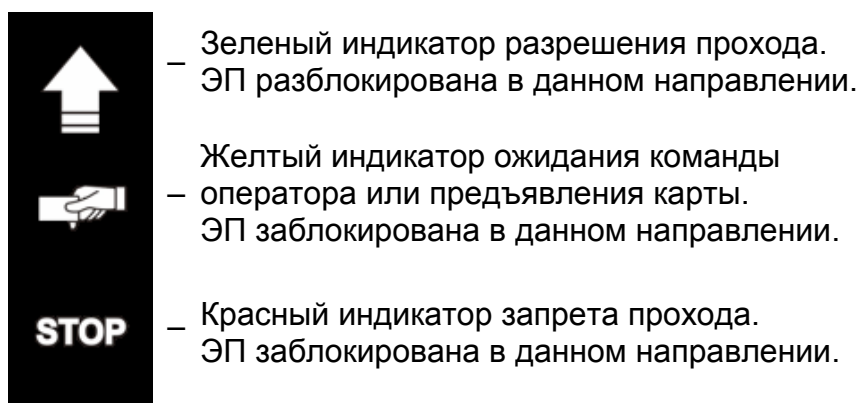 – Зеленый индикатор разрешения прохода.
ЭП разблокирована в данном направлении.
Желтый индикатор ожидания команды
– оператора или предъявления карты.
ЭП заблокирована в данном направлении.
STOP – Красный индикатор запрета прохода.
ЭП заблокирована в данном направлении.